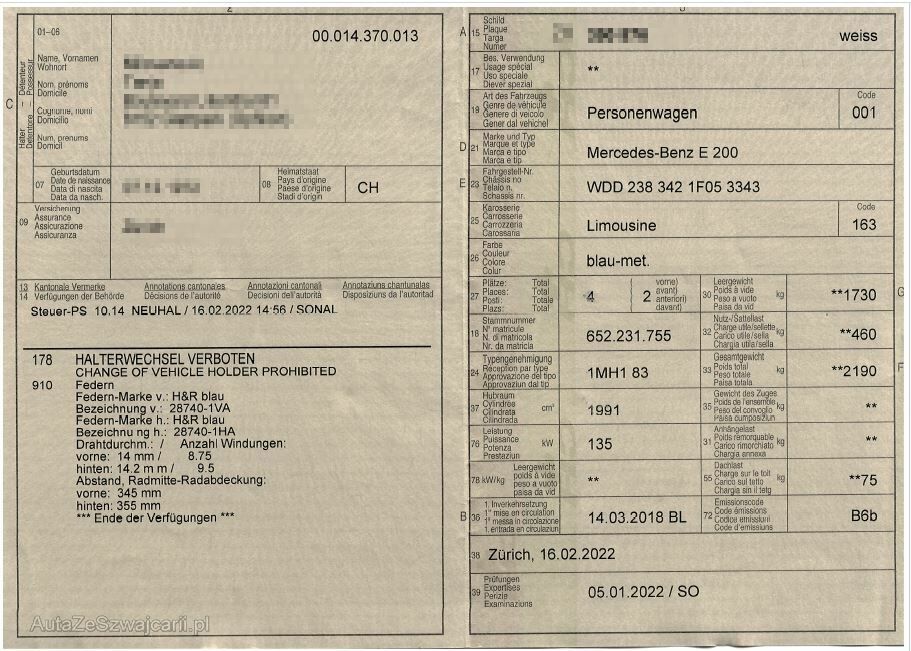 01–06
00.014.370.013
Name, Vornamen
Wohnort
Nom, prénoms
Domicile
Cognome, nomi
Domicilio
Num, prenums
Domicil
C
Halter – Détenteur
Detentore – Possessur
07
Geburtsdatum
Date de naissance
Data di nascita
Data da nasch.
08
Heimatstaat
Pays d'origine
Paese d'origine
Stadi d'origin
CH
09
Versicherung
Assurance
Assicurazione
Assicuranza
13 Kantonale Vermerke Annotations cantonales Annotazioni cantonali Annotaziuns chantunalas
14 Verfügungen der Behörde Décisions de l'autorité Decisioni dell'autorità Disposiziuns da l'autoritad
Steuer-PS 10.14 NEUHAL / 16.02.2022 14:56 / SONAL
178 HALTERWECHSEL VERBOTEN
CHANGE OF VEHICLE HOLDER PROHIBITED
910 Federn
Federn-Marke v.: H&R blau
Bezeichnung v.: 28740-1VA
Federn-Marke h.: H&R blau
Bezeichnu ng h.: 28740-1HA
Drahtdurchm.: / Anzahl Windungen:
vorne: 14 mm / 8.75
hinten: 14.2 m m / 9.5
Abstand, Radmitte-Radabdeckung:
vorne: 345 mm
hinten: 355 mm
*** Ende der Verfügungen ***
AutaZeSzwajcarii.pl
A 15
Schild
Plaque
Targa
Numer
weiss
17
Bes. Verwendung
Usage spécial
Uso speciale
Diever spezial
**
19
Art des Fahrzeugs
Genre de véhicule
Genere di veicolo
Gener dal vehichel
Personenwagen
Code
001
D 21
Marke und Typ
Marque et type
Marca e tipo
Marca e tip
Mercedes-Benz E 200
E 23
Fahrgestell-Nr.
Châssis no
Telaio n.
Schassis nr.
WDD 238 342 1F05 3343
25
Karosserie
Carrosserie
Carrozzeria
Carossaria
Limousine
Code
163
26
Farbe
Couleur
Colore
Colur
blau-met.
27
Plätze: Total
Places: Total
Posti: Totale
Plazs: Total
4
( 2
vorne)
avant)
anteriori)
davant)
30
Leergewicht
Poids à vide
Peso a vuoto
Paisa da vid
kg
**1730
G
18
Stammnummer
N° matricule
N. di matricola
Nr. da matricla
652.231.755
32
Nutz-/Sattellast
Charge utile/sellette
Carico utile/sella
Chargia utila/sella
kg
**460
24
Typengenehmigung
Réception par type
Approvazione del tipo
Approvaziun dal tip
1MH1 83
33
Gesamtgewicht
Poids total
Peso totale
Paisa totala
kg
**2190
F
37
Hubraum
Cylindrée
Cilindrata
Cilindrada
cm³
1991
35
Gewicht des Zuges
Poids de l'ensemble
Peso del convoglio
Paisa cumposiziun
kg
**
76
Leistung
Puissance
Potenza
Prestaziun
kW
135
31
Anhängelast
Poids remorquable
Carico rimorchiato
Chargia annexa
kg
**
78 kW/kg
Leergewicht
poids à vide
peso a vuoto
paisa da vid
**
55
Dachlast
Charge sur le toit
Carico sul tetto
Chargia sin il tetg
kg
**75
B 36
1. Inverkehrsetzung
1re mise en circulation
1a messa in circolazione
1. entrada en circulaziun
14.03.2018 BL
72
Emissionscode
Code émissions
Codice emissioni
Code d'emissiuns
B6b
38
Zürich, 16.02.2022
39
Prüfungen
Expertises
Perizie
Examinaziuns
05.01.2022 / SO